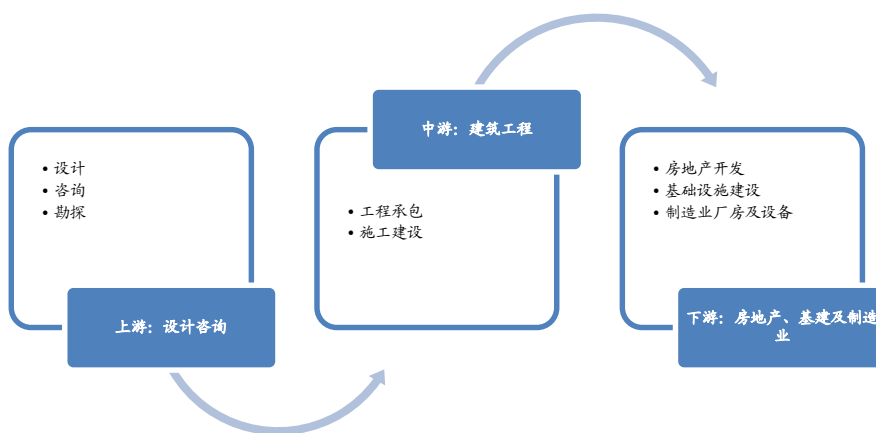 • 设计
• 咨询
• 勘探
上游：设计咨询
中游：建筑工程
• 工程承包
• 施工建设
• 房地产开发
• 基础设施建设
• 制造业厂房及设备
下游：房地产、基建及制造
业